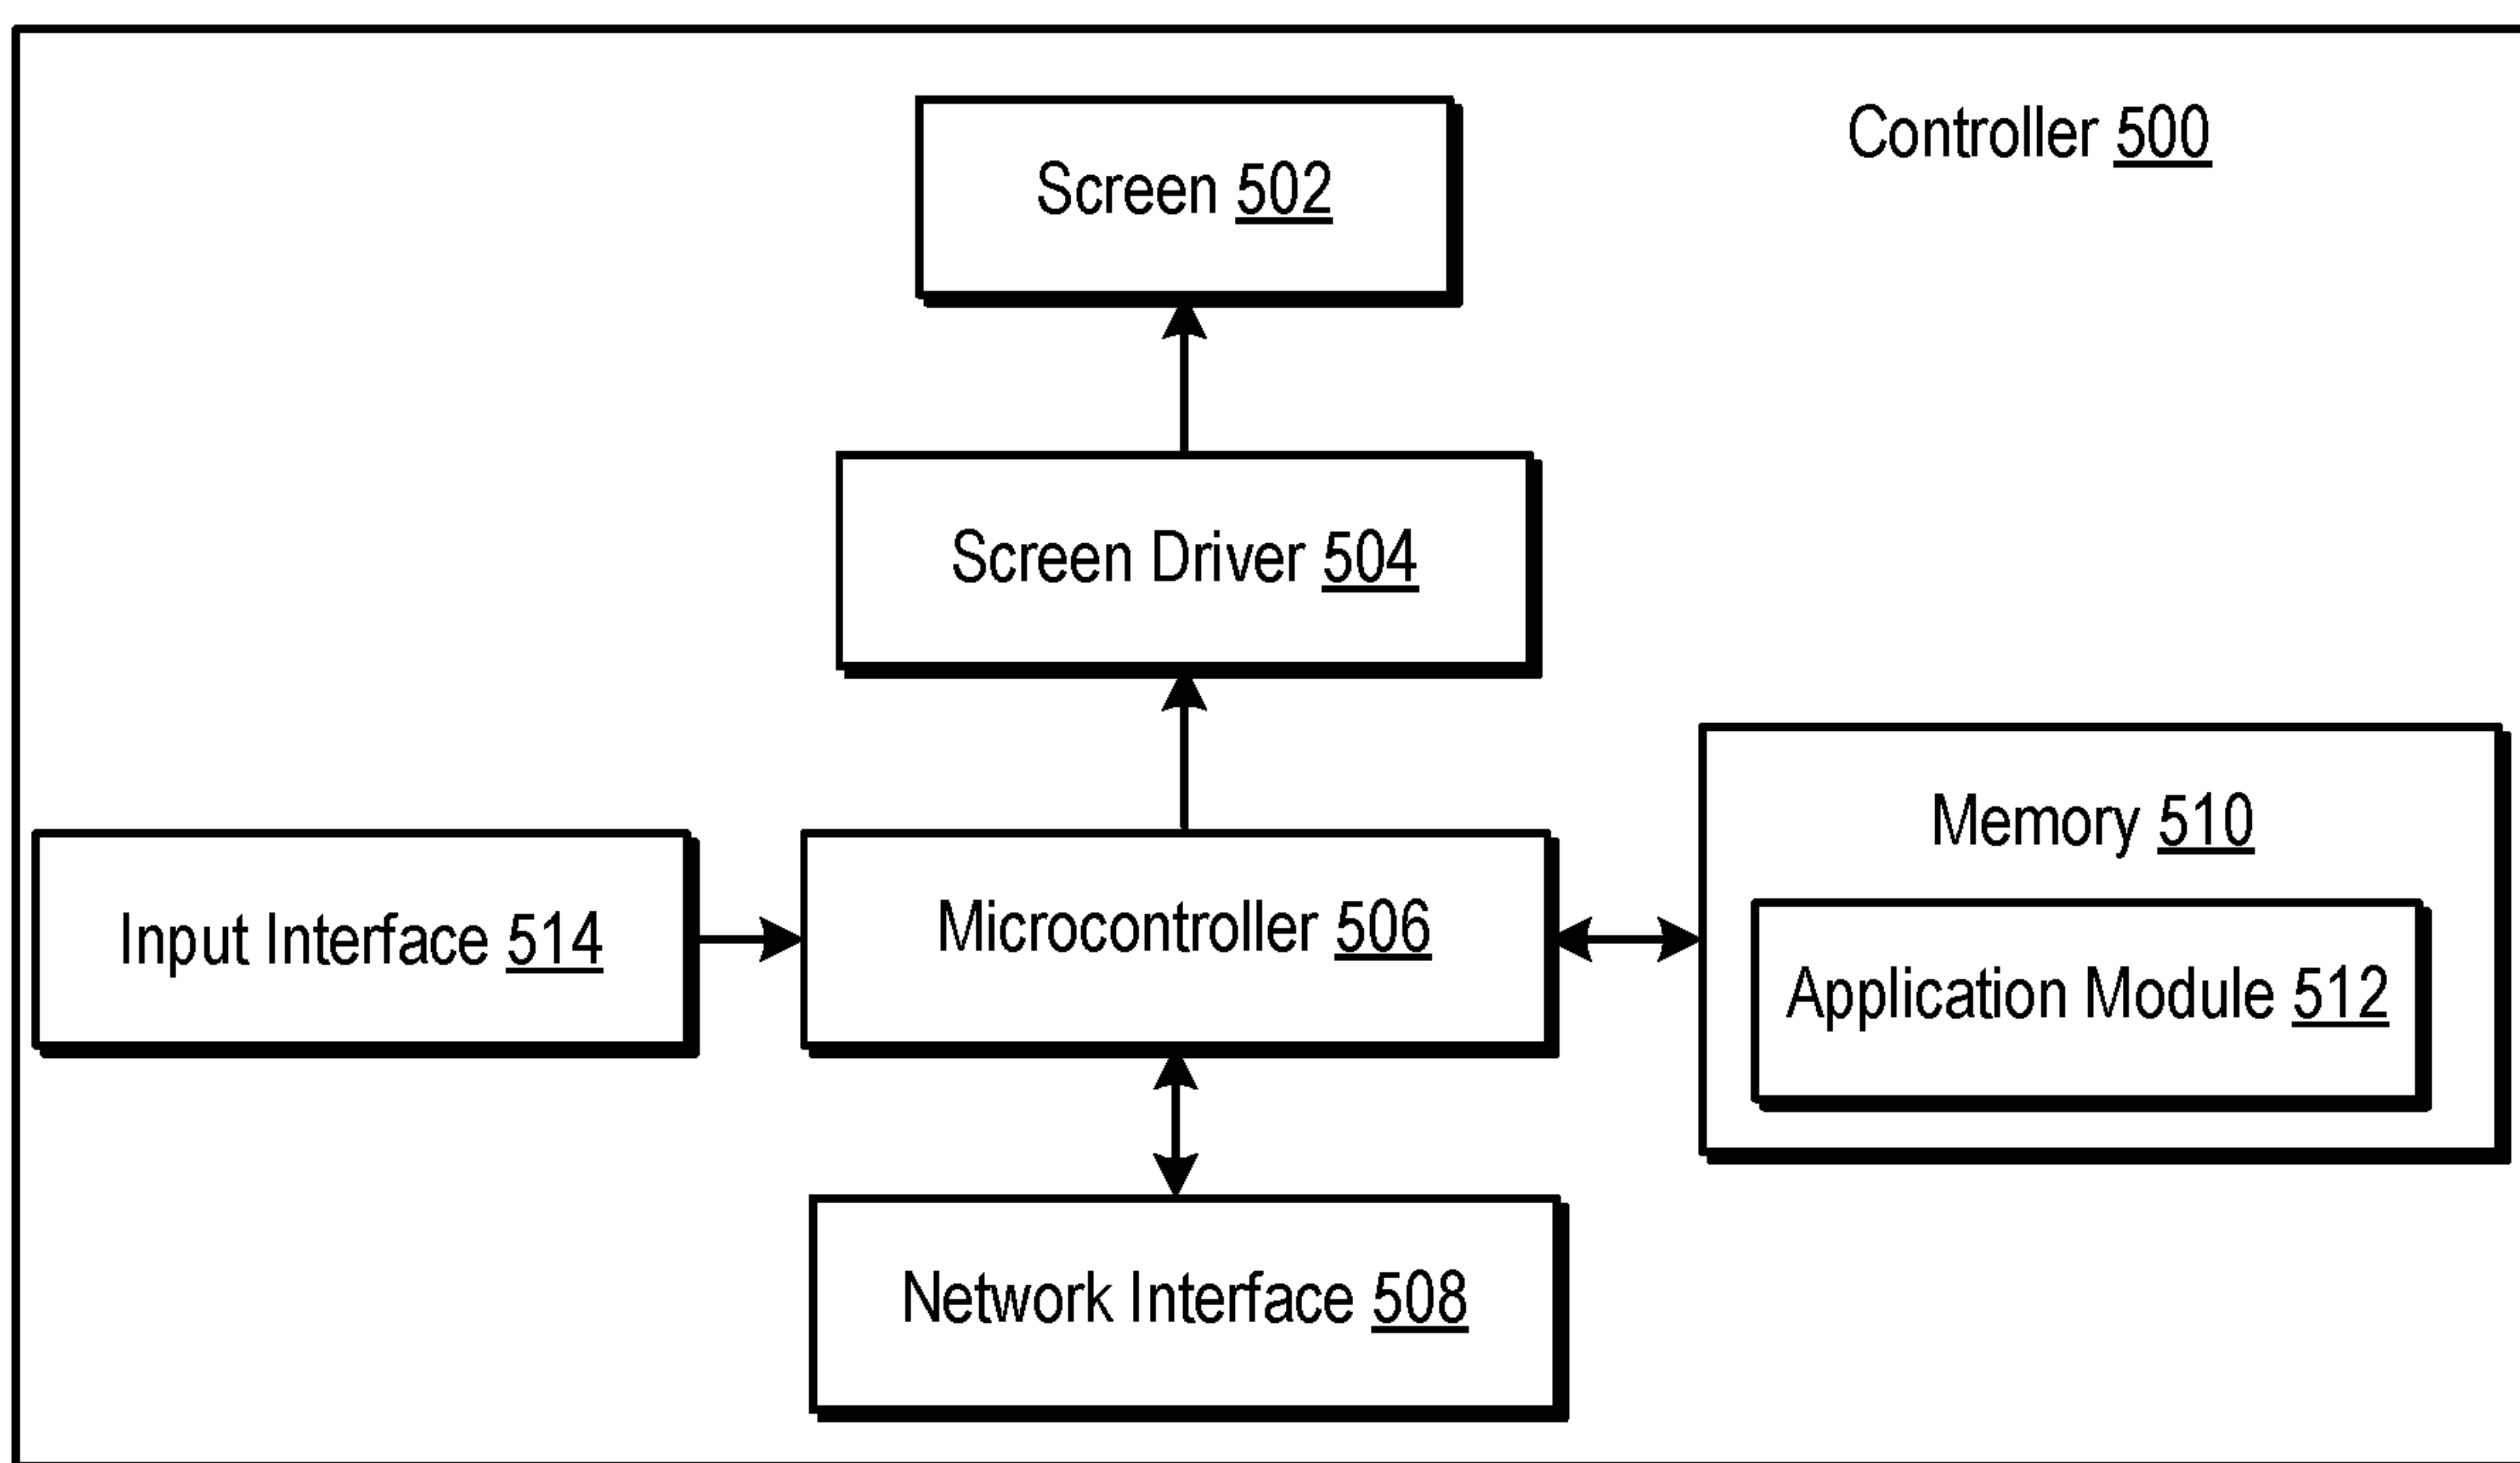 Controller 500
Screen 502
Screen Driver 504
Memory 510
Input Interface 514
Microcontroller 506
Application Module 512
Network Interface 508